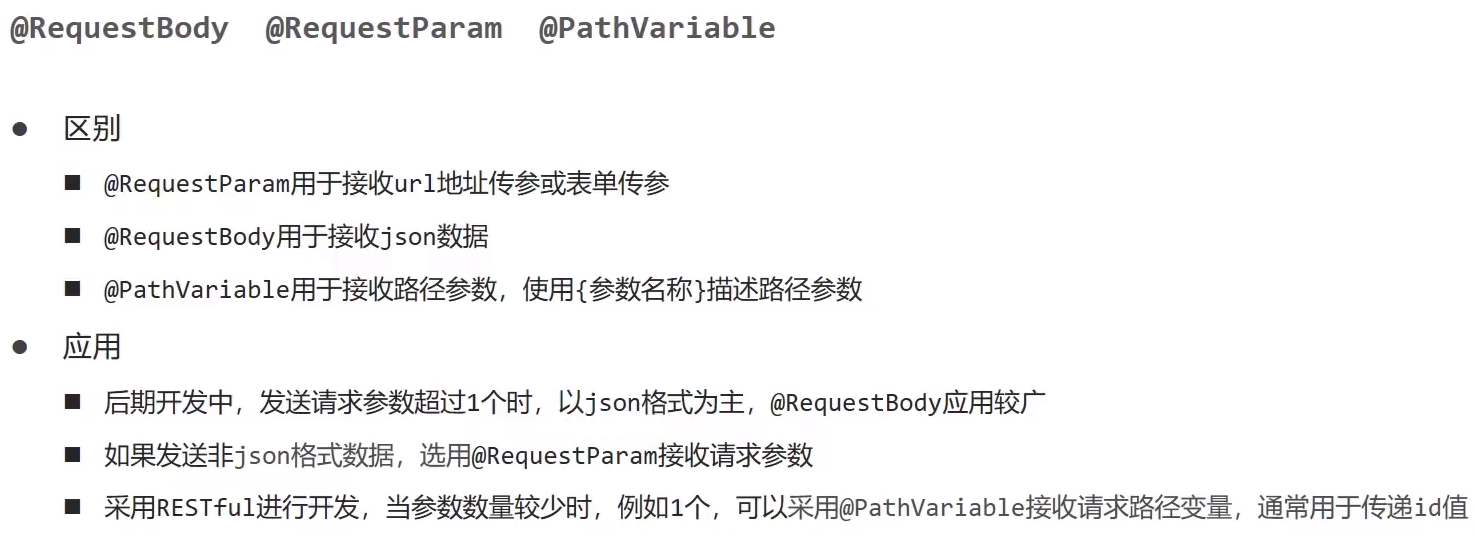 @RequestBody  @RequestParam  @PathVariable
● 区别
■ @RequestParam用于接收url地址传参或表单传参
■ @RequestBody用于接收json数据
■ @PathVariable用于接收路径参数，使用{参数名称}描述路径参数
● 应用
■ 后期开发中，发送请求参数超过1个时，以json格式为主，@RequestBody应用较广
■ 如果发送非json格式数据，选用@RequestParam接收请求参数
■ 采用RESTful进行开发，当参数数量较少时，例如1个，可以采用@PathVariable接收请求路径变量，通常用于传递id值